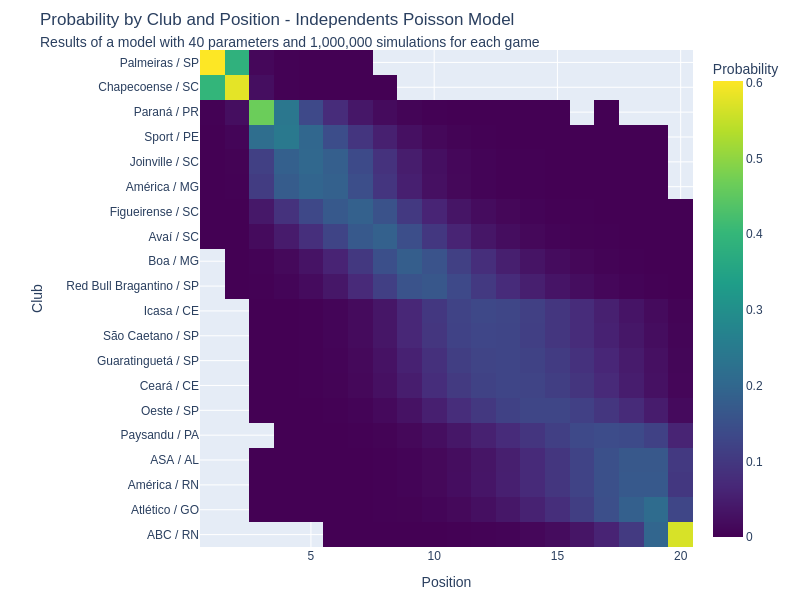 Probability by Club and Position - Independents Poisson Model
Results of a model with 40 parameters and 1,000,000 simulations for each game
Probability
Palmeiras / SP
Chapecoense / SC
Paraná / PR
Sport / PE
Joinville / SC
América / MG
Figueirense / SC
Avaí / SC
Boa / MG
Red Bull Bragantino / SP
Icasa / CE
São Caetano / SP
Guaratinguetá / SP
Ceará / CE
Oeste / SP
Paysandu / PA
ASA / AL
América / RN
Atlético / GO
ABC / RN
Club
5
10
15
20
Position
0.6
0.5
0.4
0.3
0.2
0.1
0